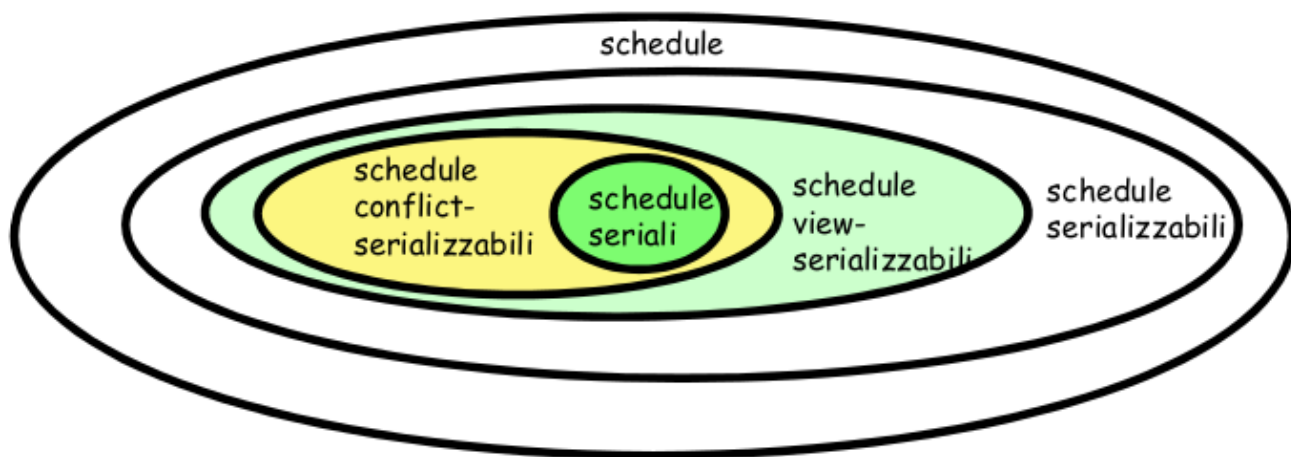 schedule
schedule
conflict-
serializzabili
schedule
seriali
schedule
view-
serializzabili
schedule
serializzabili